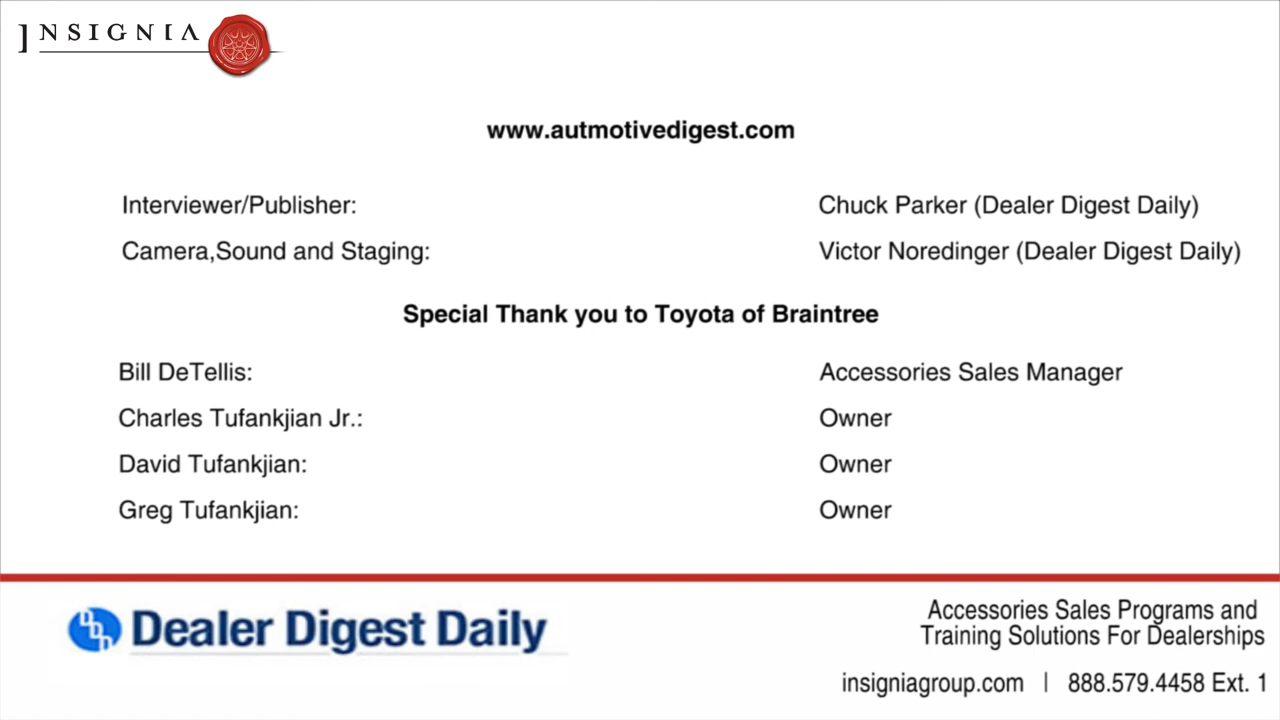 INSIGNIA
www.autmotivedigest.com
Interviewer/Publisher: Chuck Parker (Dealer Digest Daily)
Camera,Sound and Staging: Victor Noredinger (Dealer Digest Daily)
Special Thank you to Toyota of Braintree
Bill DeTellis: Accessories Sales Manager
Charles Tufankjian Jr.: Owner
David Tufankjian: Owner
Greg Tufankjian: Owner
DDD Dealer Digest Daily
Accessories Sales Programs and
Training Solutions For Dealerships
insigniagroup.com | 888.579.4458 Ext. 1